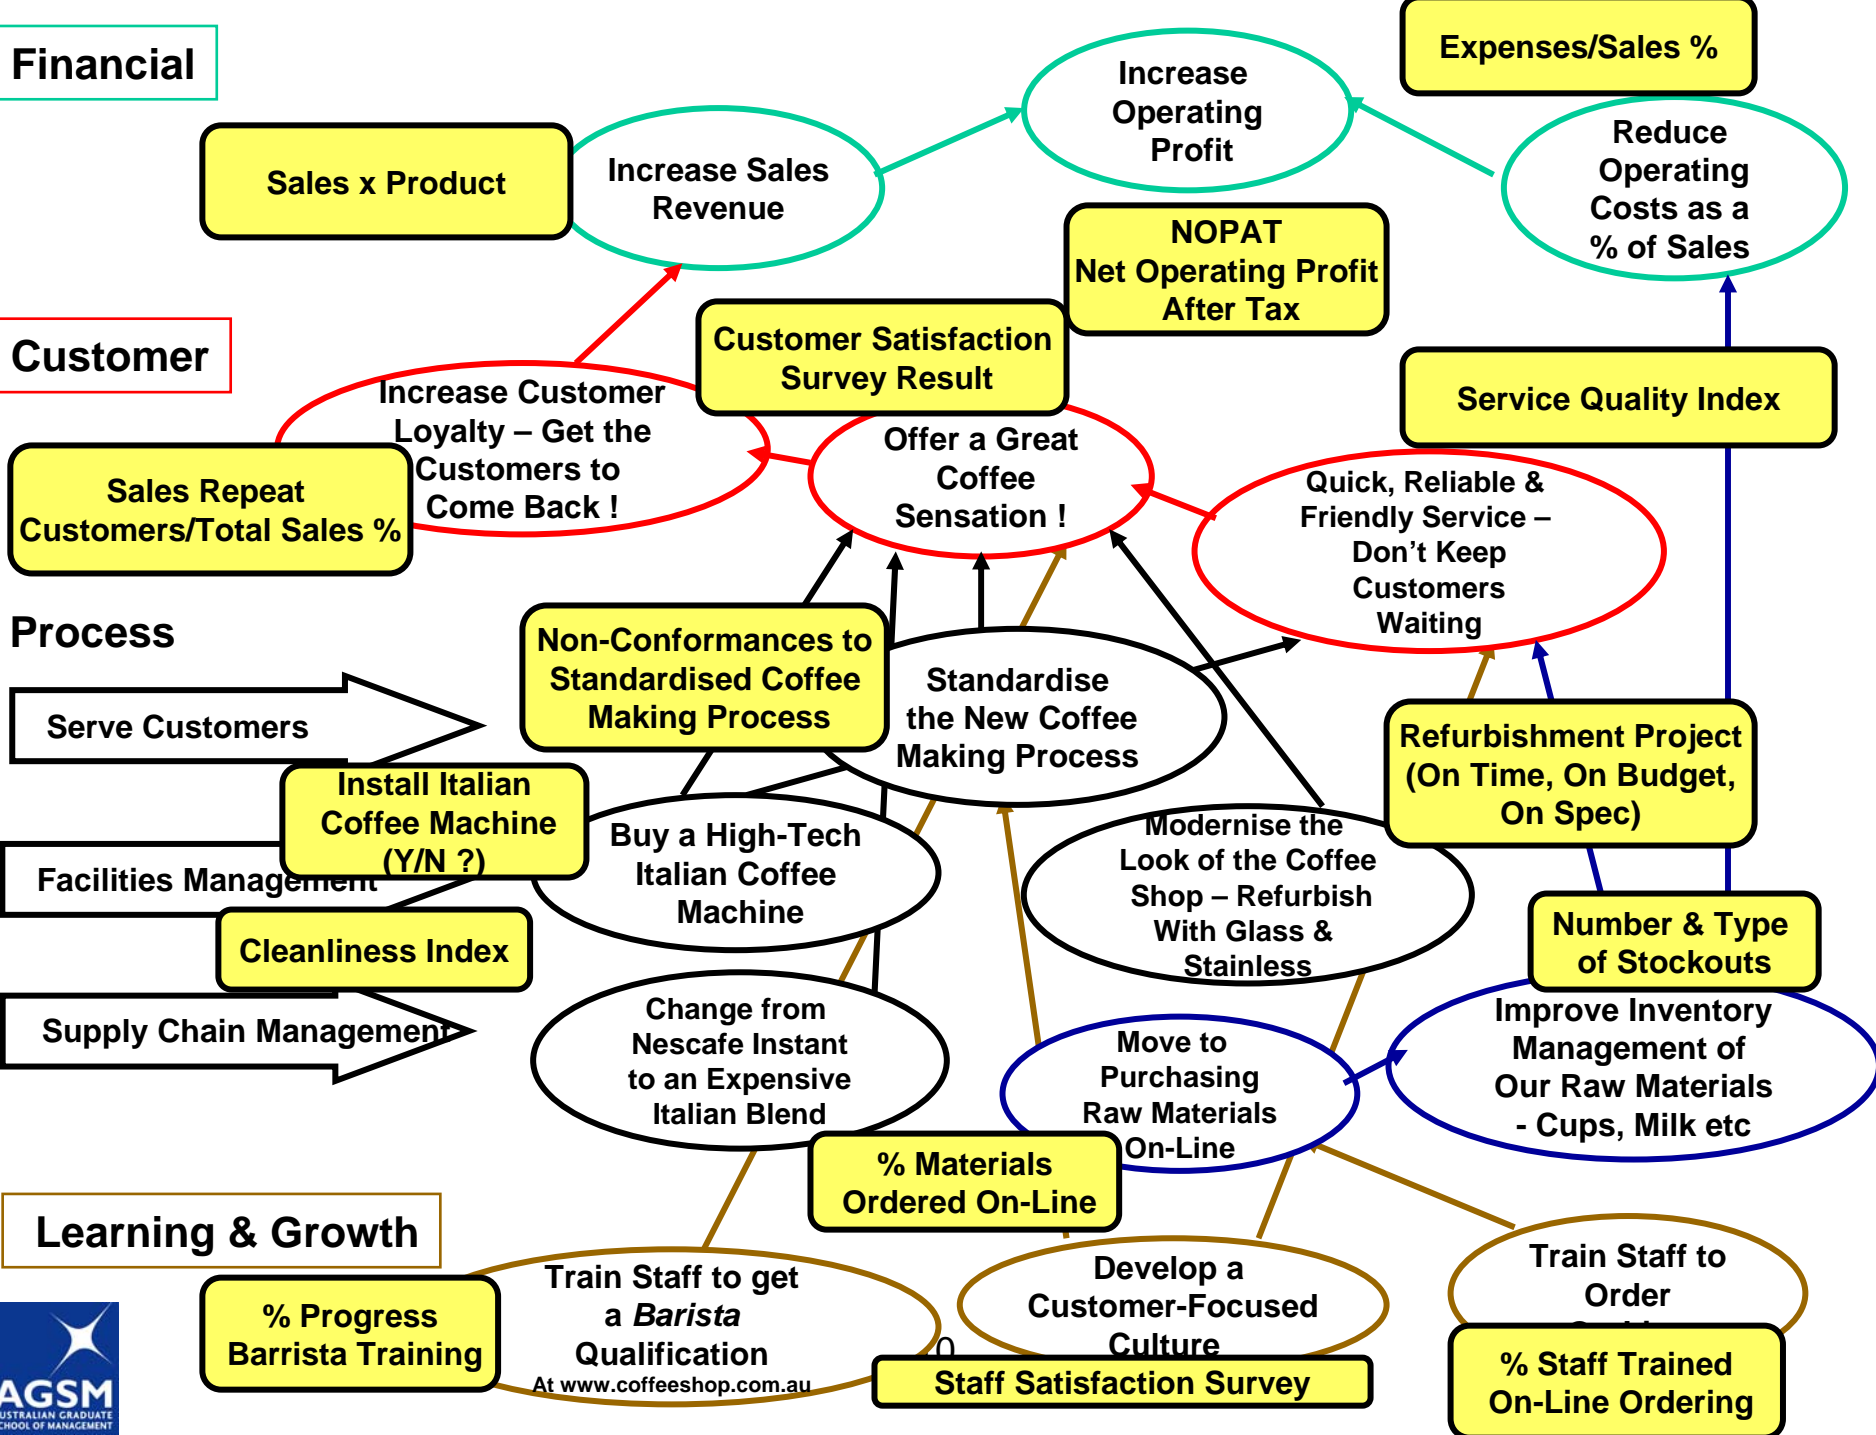 Financial
Expenses/Sales %
Increase
Operating
Profit
Sales x Product
Increase Sales
Revenue
Reduce
Operating
Costs as a
% of Sales
NOPAT
Net Operating Profit
After Tax
Customer
Customer Satisfaction
Survey Result
Service Quality Index
Increase Customer
Loyalty – Get the
Customers to
Come Back !
Sales Repeat
Customers/Total Sales %
Offer a Great
Coffee
Sensation !
Quick, Reliable &
Friendly Service –
Don’t Keep
Customers
Waiting
Process
Non-Conformances to
Standardised Coffee
Making Process
Standardise
the New Coffee
Making Process
Serve Customers
Refurbishment Project
(On Time, On Budget,
On Spec)
Install Italian
Coffee Machine
(Y/N ?)
Facilities Management
Buy a High-Tech
Italian Coffee
Machine
Modernise the
Look of the Coffee
Shop – Refurbish
With Glass &
Stainless
Cleanliness Index
Number & Type
of Stockouts
Supply Chain Management
Change from
Nescafe Instant
to an Expensive
Italian Blend
Move to
Purchasing
Raw Materials
On-Line
Improve Inventory
Management of
Our Raw Materials
- Cups, Milk etc
% Materials
Ordered On-Line
Learning & Growth
% Progress
Barrista Training
Train Staff to get
a Barista
Qualification
At www.coffeeshop.com.au
Develop a
Customer-Focused
Culture
Staff Satisfaction Survey
Train Staff to
Order
% Staff Trained
On-Line Ordering
AGSM
AUSTRALIAN GRADUATE
SCHOOL OF MANAGEMENT